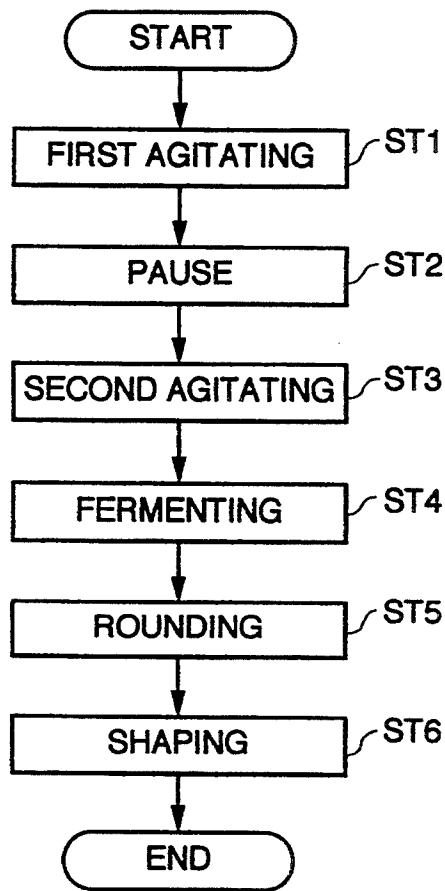 START
FIRST AGITATING ST1
PAUSE ST2
SECOND AGITATING ST3
FERMENTING ST4
ROUNDING ST5
SHAPING ST6
END